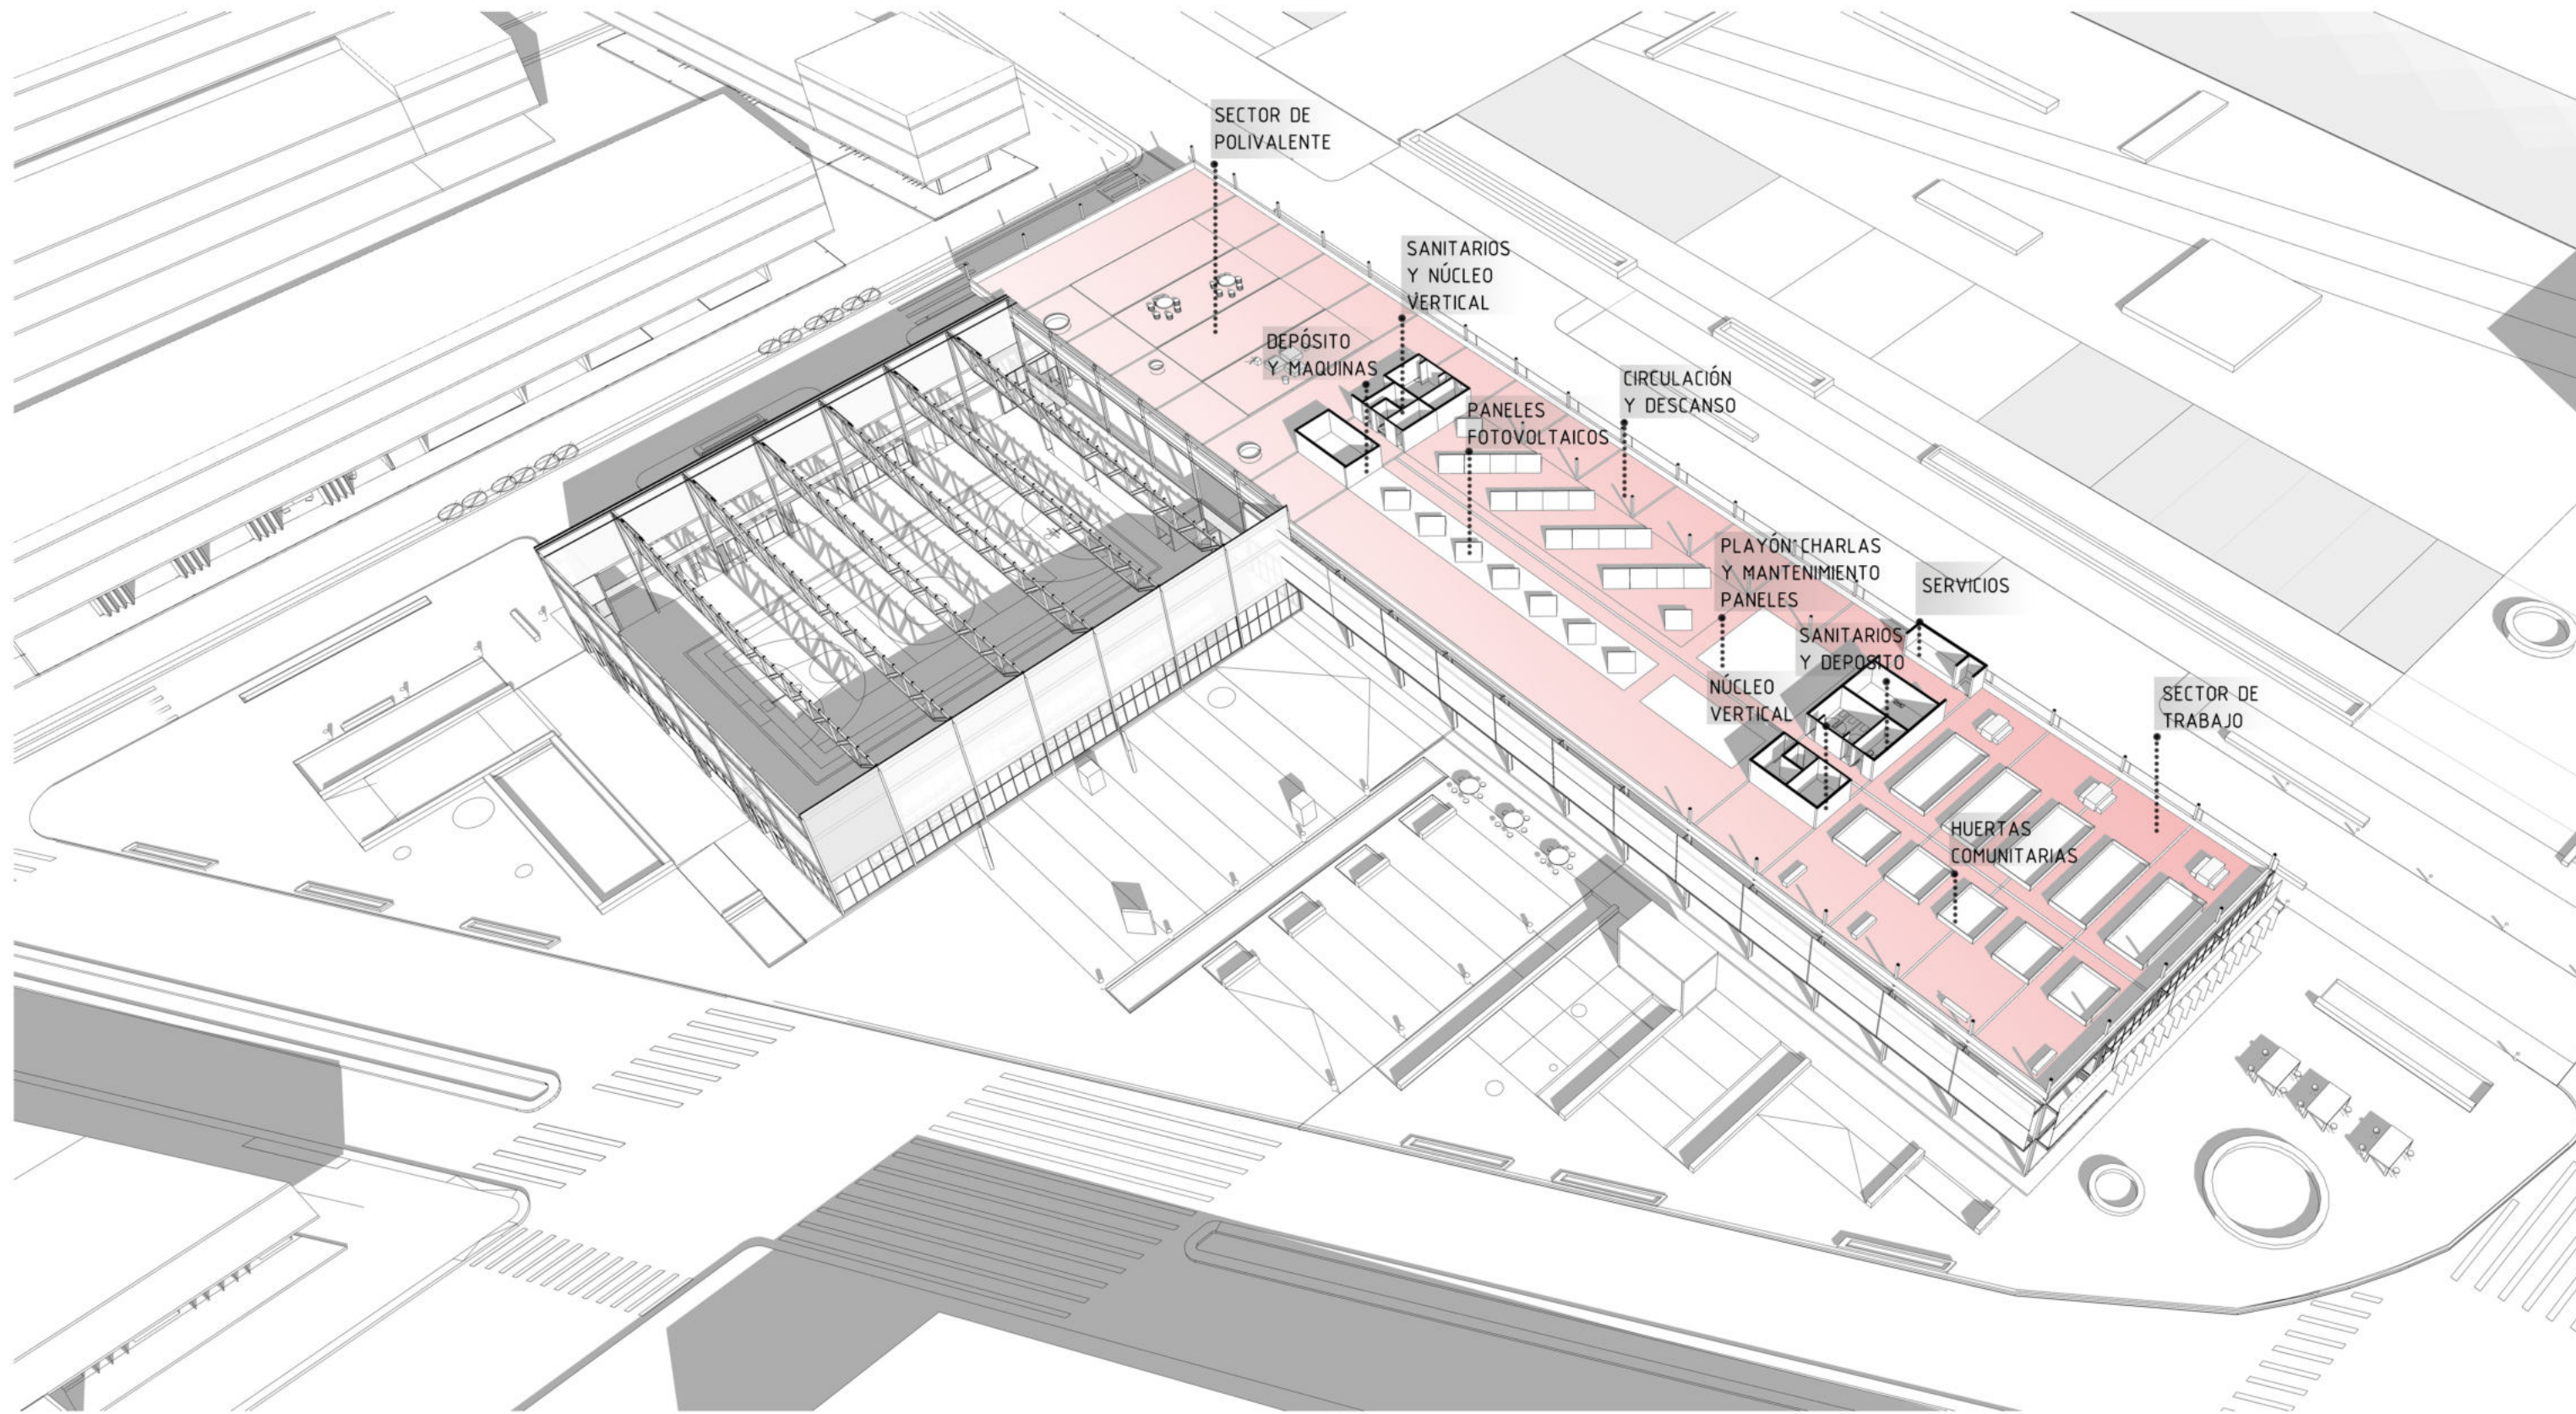 SECTOR DE
POLIVALENTE
SANITARIOS
Y NÚCLEO
VERTICAL
DEPÓSITO
Y MAQUINAS
CIRCULACIÓN
Y DESCANSO
PANELES
FOTOVOLTAICOS
PLAYÓN CHARLAS
Y MANTENIMIENTO
PANELES
SERVICIOS
SANITARIOS
Y DEPOSITO
NÚCLEO
VERTICAL
SECTOR DE
TRABAJO
HUERTAS
COMUNITARIAS